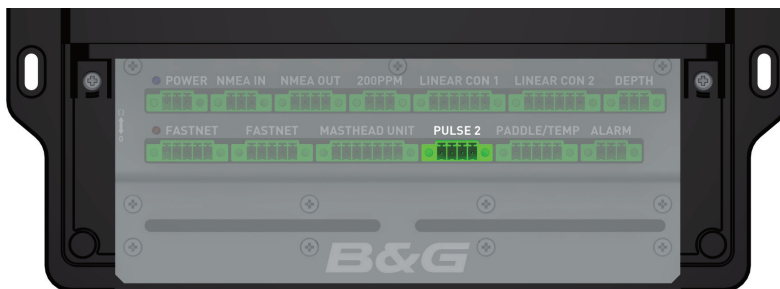 POWER NMEA IN NMEA OUT 200PPM LINEAR CON 1 LINEAR CON 2 DEPTH
FASTNET FASTNET MASTHEAD UNIT PULSE 2 PADDLE/TEMP ALARM
B&G